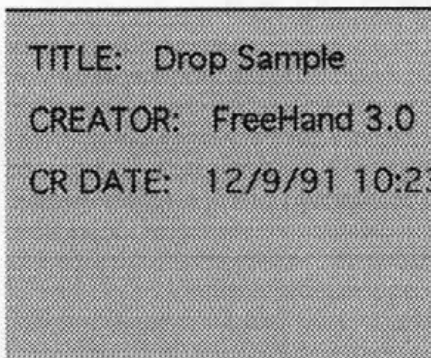 TITLE: Drop Sample
CREATOR: FreeHand 3.0
CR DATE: 12/9/91 10:23